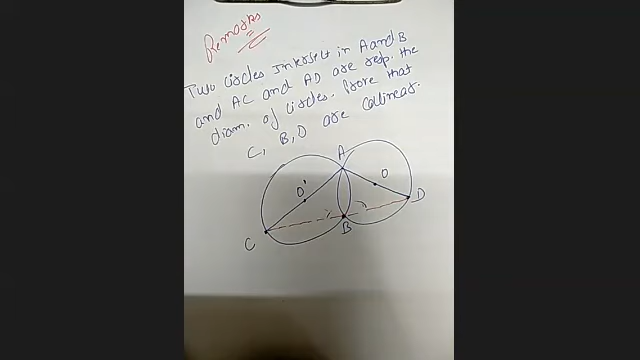 Remarks
Two circles intersect in A and B
and AC and AD are resp. the
diam. of circles. Prove that
C, B, D are collinear.
A
O'
O
D
B
C